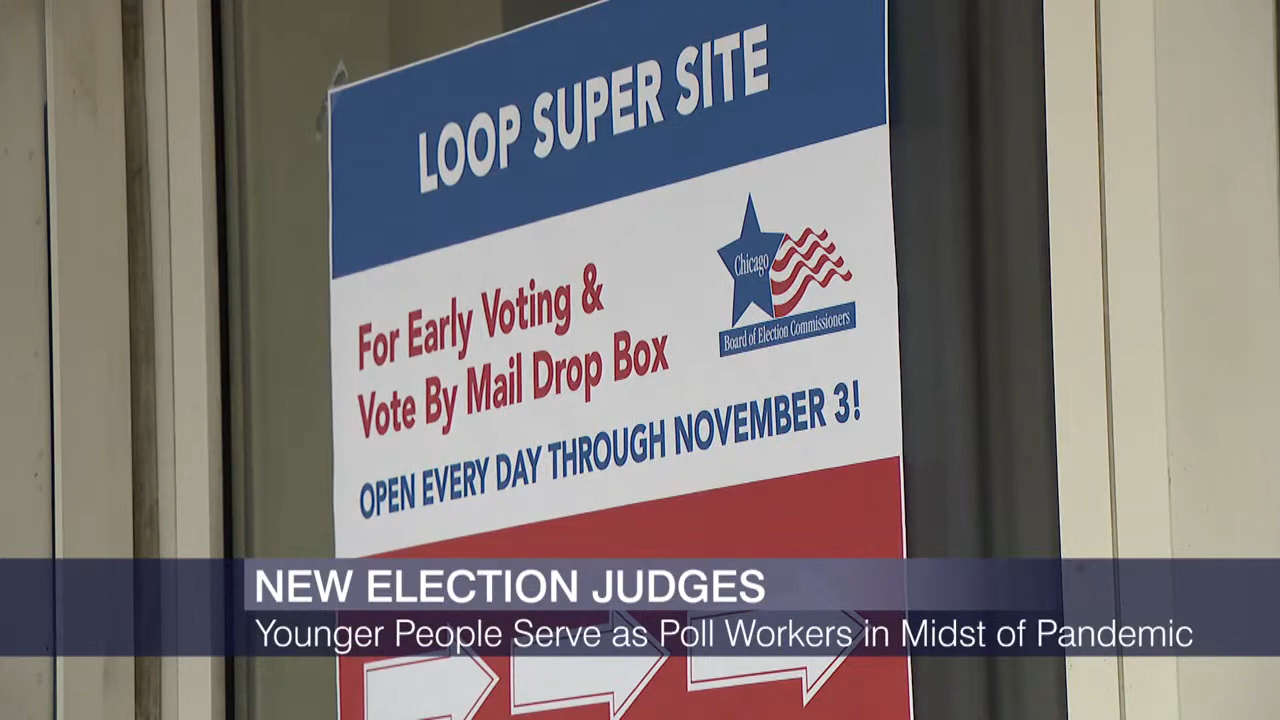 LOOP SUPER SITE
Chicago
Board of Election Commissioners
For Early Voting &
Vote By Mail Drop Box
OPEN EVERY DAY THROUGH NOVEMBER 3!
NEW ELECTION JUDGES
Younger People Serve as Poll Workers in Midst of Pandemic